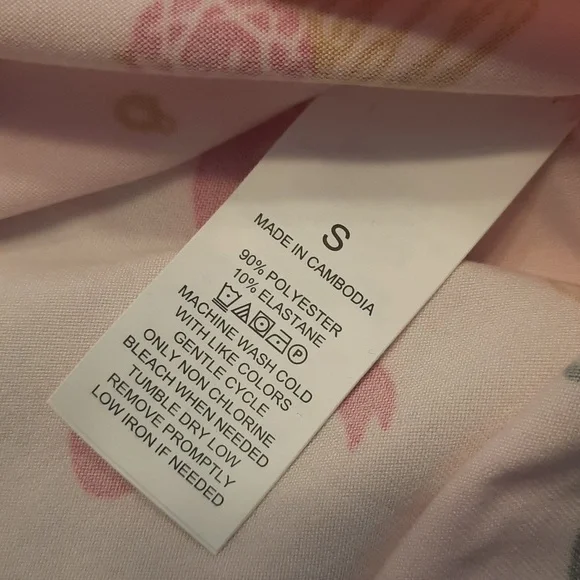 S
MADE IN CAMBODIA
90% POLYESTER
10% ELASTANE
P
MACHINE WASH COLD
WITH LIKE COLORS
GENTLE CYCLE
ONLY NON CHLORINE
BLEACH WHEN NEEDED
TUMBLE DRY LOW
REMOVE PROMPTLY
LOW IRON IF NEEDED